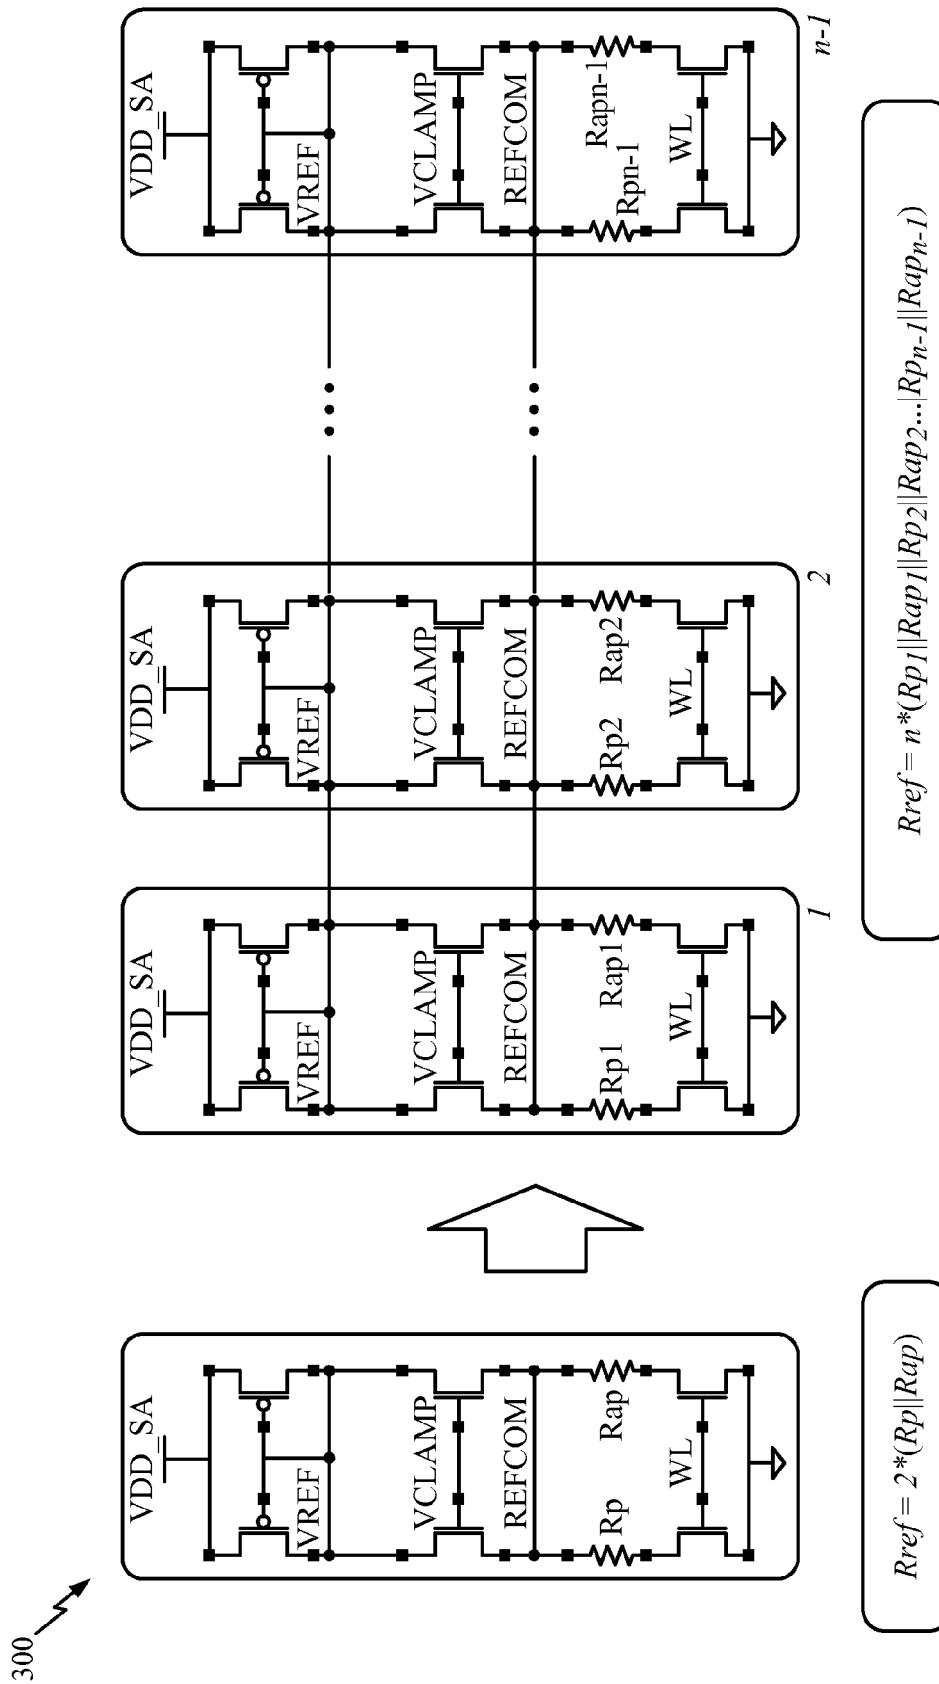 300
VDD_SA
VREF
VCLAMP
REFCOM
Rp
Rap
WL
Rref = 2*(Rp||Rap)
VDD_SA
VREF
VCLAMP
REFCOM
Rp1
Rap1
WL
1
VDD_SA
VREF
VCLAMP
REFCOM
Rp2
Rap2
WL
2
VDD_SA
VREF
VCLAMP
REFCOM
Rpn-1
Rapn-1
WL
n-1
Rref = n*(Rp1||Rap1||Rp2||Rap2...|Rpn-1||Rapn-1)